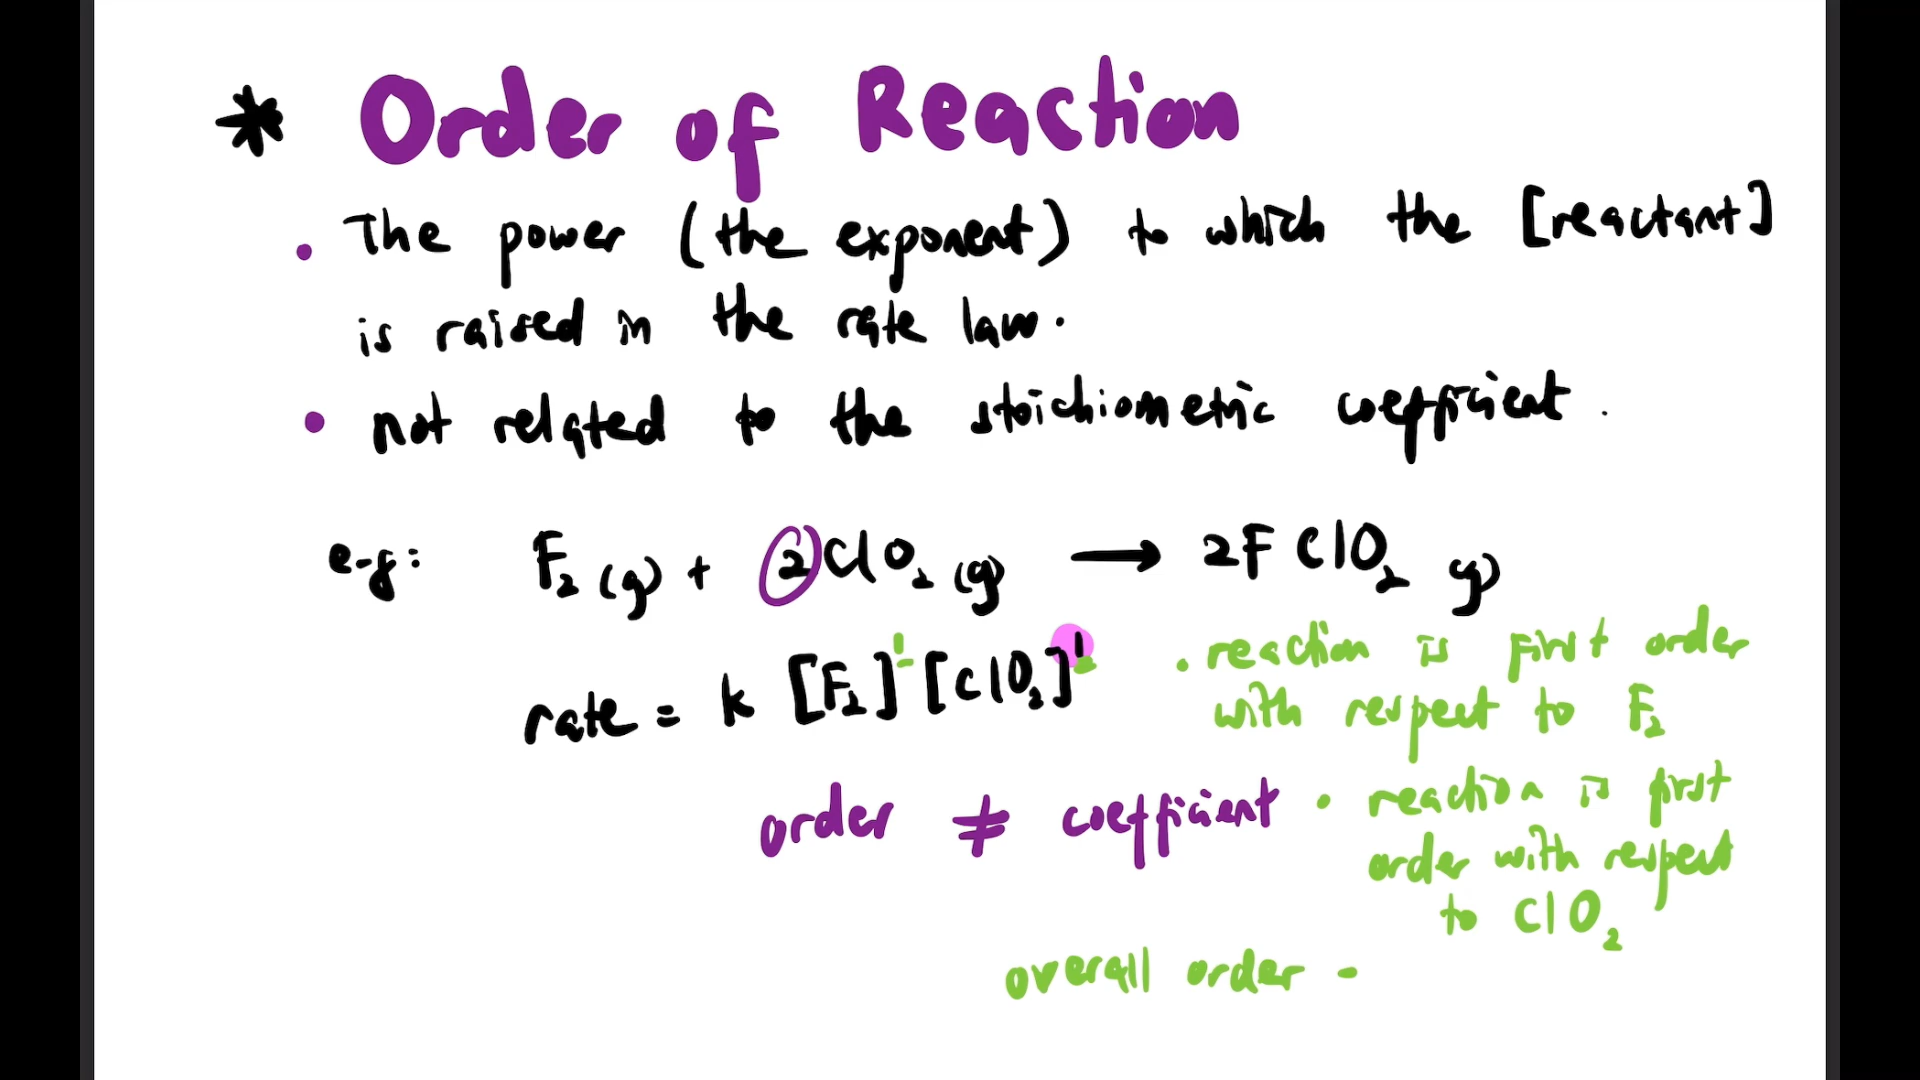 * Order of Reaction
• The power (the exponent) to which the [reactant]
is raised in the rate law.
• not related to the stoichiometric coefficient.
e.g: F₂ (g) + 2ClO₂ (g) → 2FClO₂ (g)
rate = k [F₂]¹ [ClO₂]¹
• reaction is first order
with respect to F₂
order ≠ coefficient
• reaction is first
order with respect
to ClO₂
overall order -